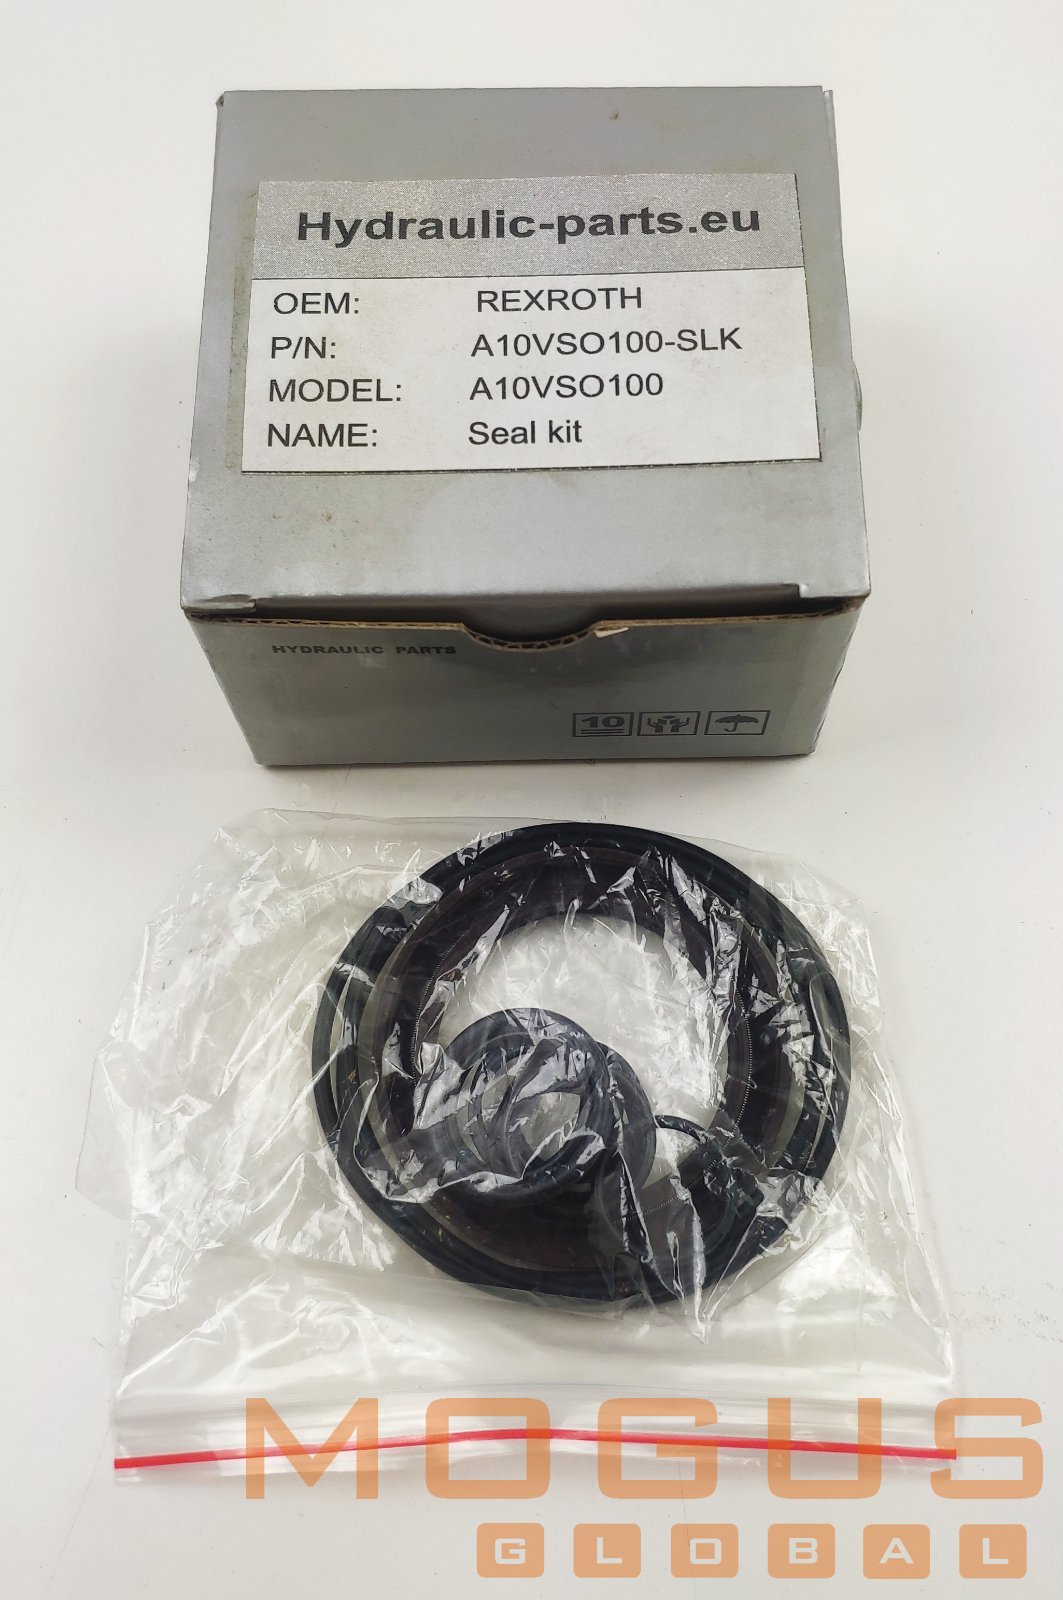 Hydraulic-parts.eu
OEM: REXROTH
P/N: A10VSO100-SLK
MODEL: A10VSO100
NAME: Seal kit
HYDRAULIC PARTS
10
MOGUS
GLOBAL